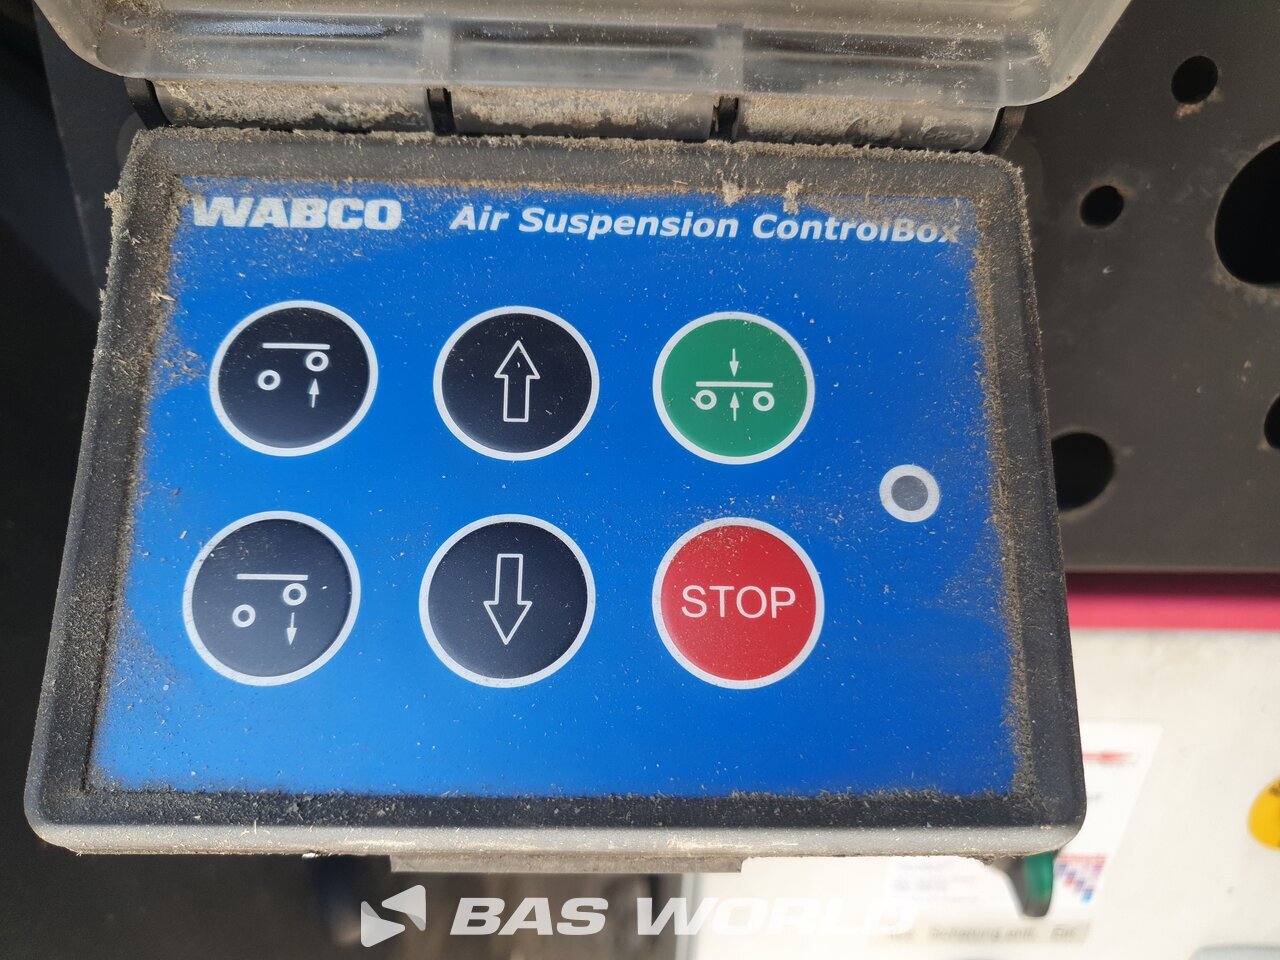 WABCO Air Suspension ControlBox
STOP
BAS WORLD